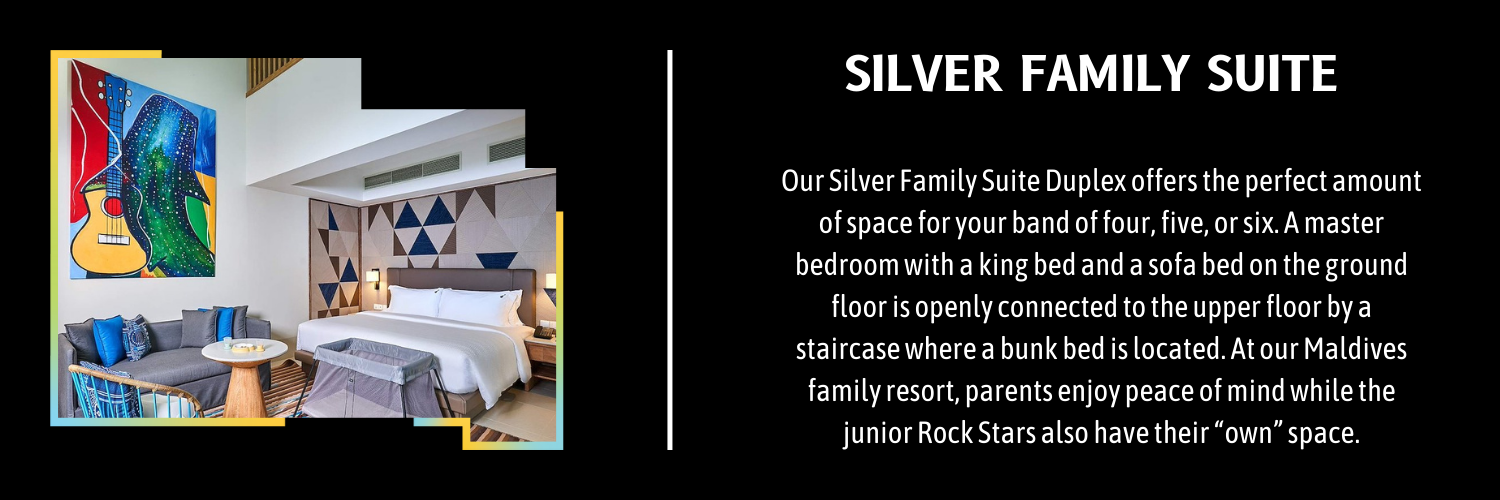 SILVER FAMILY SUITE
Our Silver Family Suite Duplex offers the perfect amount
of space for your band of four, five, or six. A master
bedroom with a king bed and a sofa bed on the ground
floor is openly connected to the upper floor by a
staircase where a bunk bed is located. At our Maldives
family resort, parents enjoy peace of mind while the
junior Rock Stars also have their “own” space.